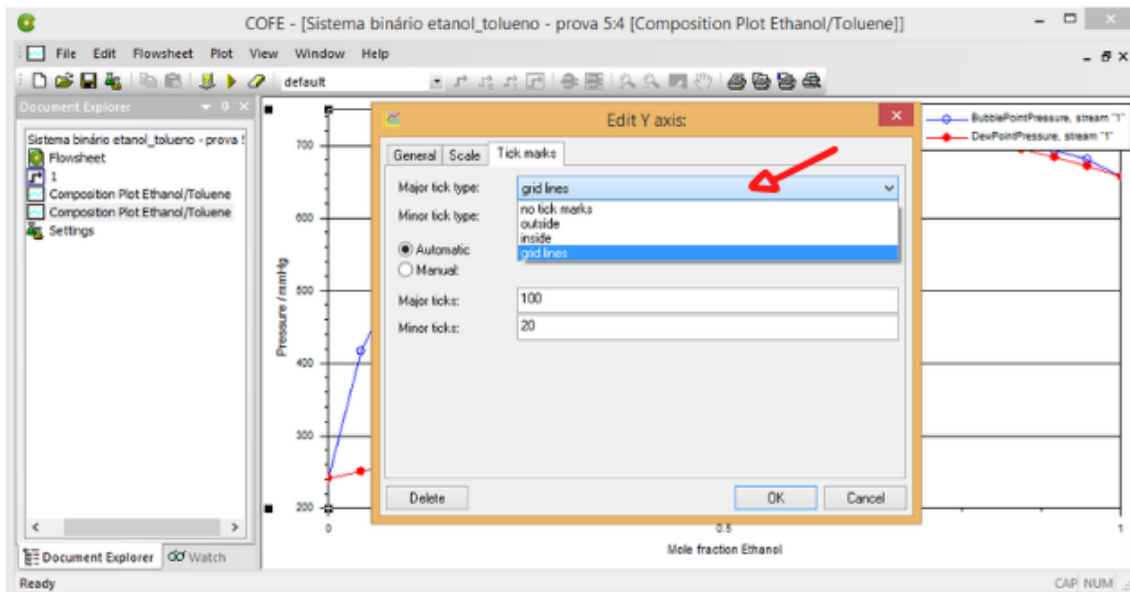 COFE - [Sistema binário etanol_tolueno - prova 5:4 [Composition Plot Ethanol/Toluene]]
File Edit Flowsheet Plot View Window Help
default
Document Explorer
Sistema binário etanol_tolueno - prova 5
Flowsheet
1
Composition Plot Ethanol/Toluene
Composition Plot Ethanol/Toluene
Settings
Document Explorer Watch
Ready
CAP NUM
Edit Y axis:
General Scale Tick marks
Major tick type: grid lines
no tick marks
Minor tick type:
outside
inside
grid lines
Automatic
Manual:
Major ticks: 100
Minor ticks: 20
Delete OK Cancel
BubblePointPressure, stream "1"
DewPointPressure, stream "1"
Pressure / mmHg
700
600
500
400
300
200
0 0.5 1
Mole fraction Ethanol